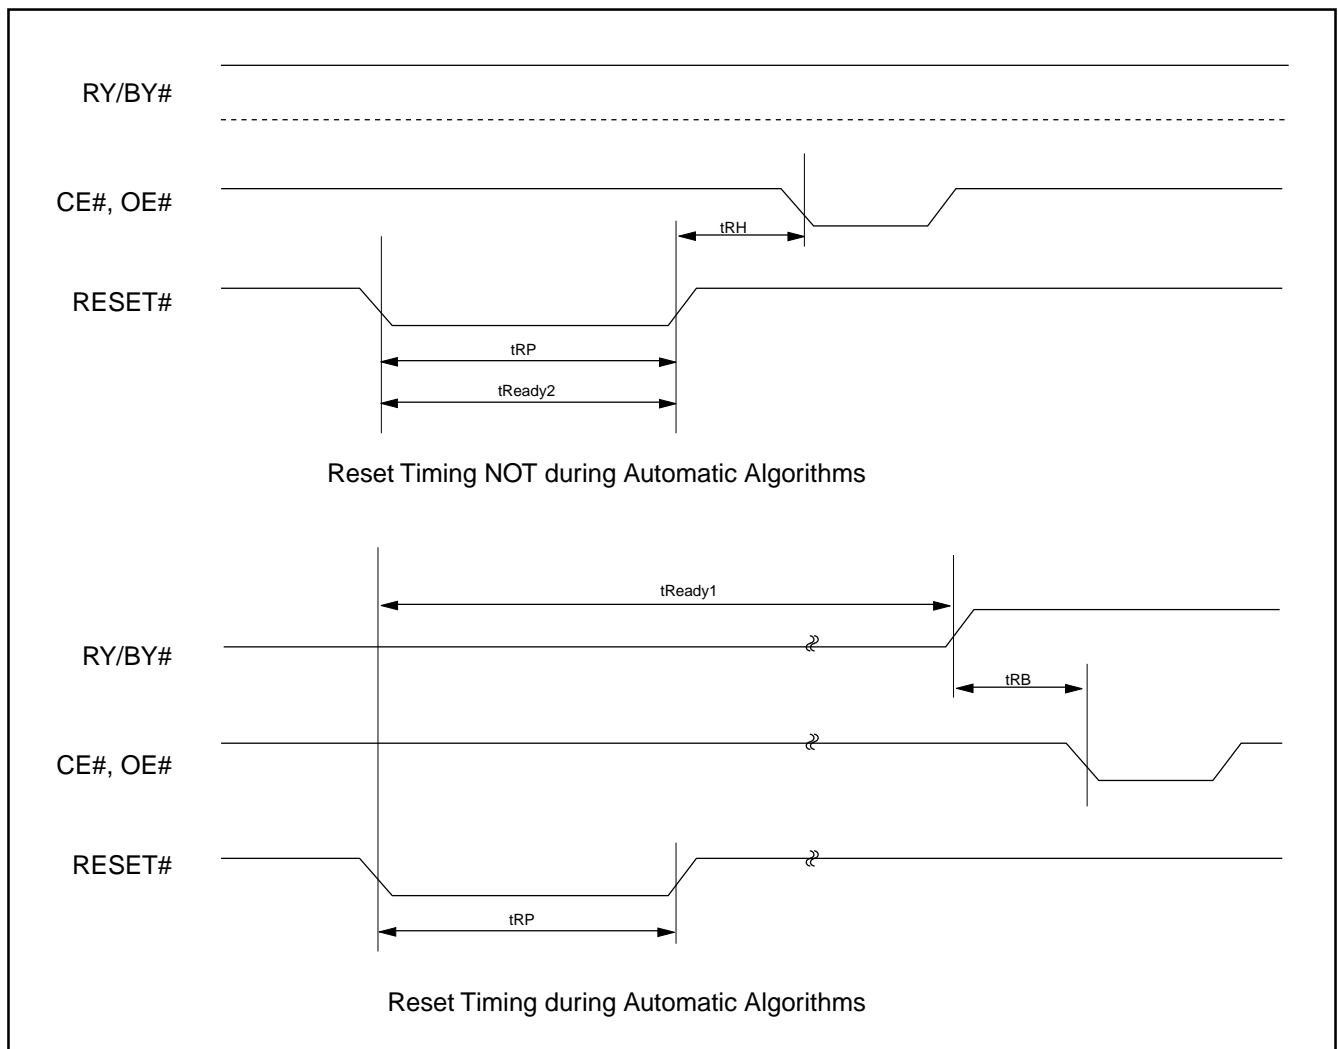 RY/BY#
CE#, OE#
tRH
RESET#
tRP
tReady2
Reset Timing NOT during Automatic Algorithms
tReady1
RY/BY#
tRB
CE#, OE#
RESET#
tRP
Reset Timing during Automatic Algorithms